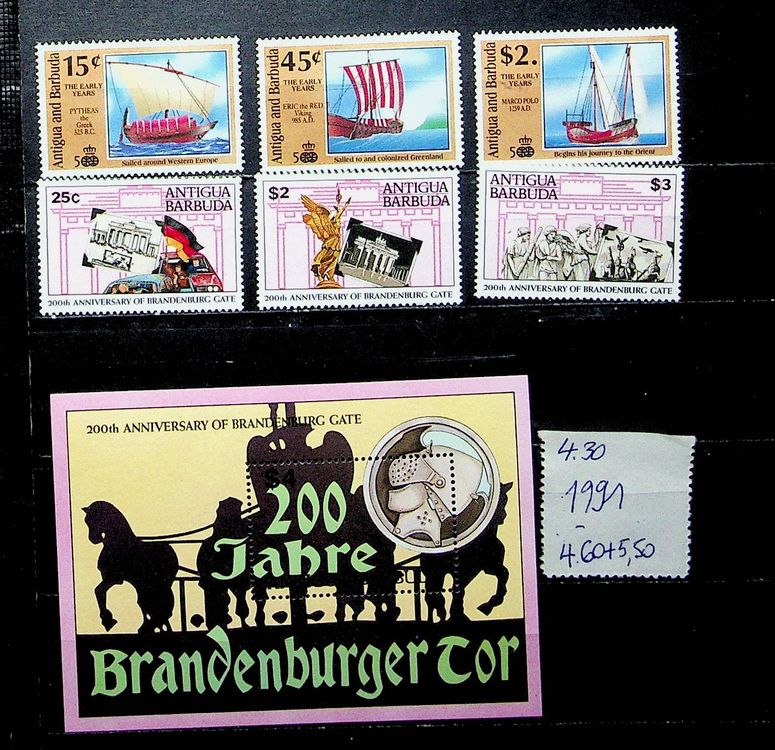 15¢
THE EARLY
YEARS
PYTHEAS
the
Greek
325 B.C.
Antigua and Barbuda
500
Sailed around Western Europe
45¢
THE EARLY
YEARS
ERIC the RED
Viking
985 A.D.
Antigua and Barbuda
500
Sailed to and colonized Greenland
$2.
THE EARLY
YEARS
MARCO POLO
1259 A.D.
Antigua and Barbuda
500
Begins his journey to the Orient
25c
ANTIGUA
BARBUDA
200th ANNIVERSARY OF BRANDENBURG GATE
$2
ANTIGUA
BARBUDA
200th ANNIVERSARY OF BRANDENBURG GATE
ANTIGUA
BARBUDA
$3
200th ANNIVERSARY OF BRANDENBURG GATE
200th ANNIVERSARY OF BRANDENBURG GATE
$4
200
Jahre
Brandenburger Tor
4.30
1991
4.60+5,50